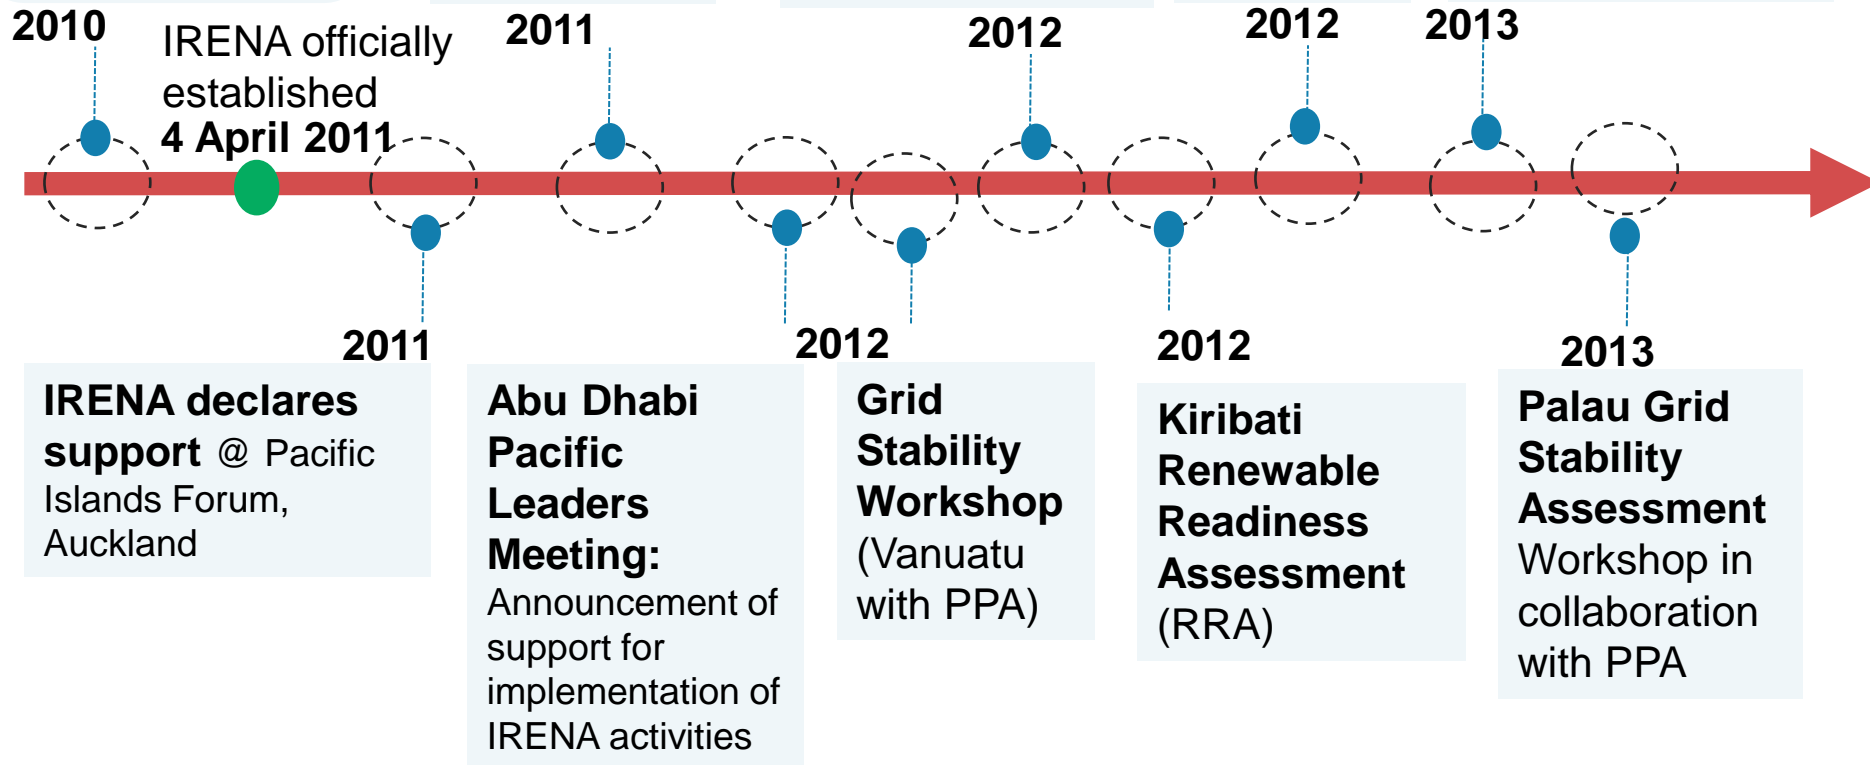 2010
IRENA officially
established
4 April 2011
2011
2012
2012
2013
2011
2012
2012
2013
IRENA declares
support @ Pacific
Islands Forum,
Auckland
Abu Dhabi
Pacific
Leaders
Meeting:
Announcement of
support for
implementation of
IRENA activities
Grid
Stability
Workshop
(Vanuatu
with PPA)
Kiribati
Renewable
Readiness
Assessment
(RRA)
Palau Grid
Stability
Assessment
Workshop in
collaboration
with PPA